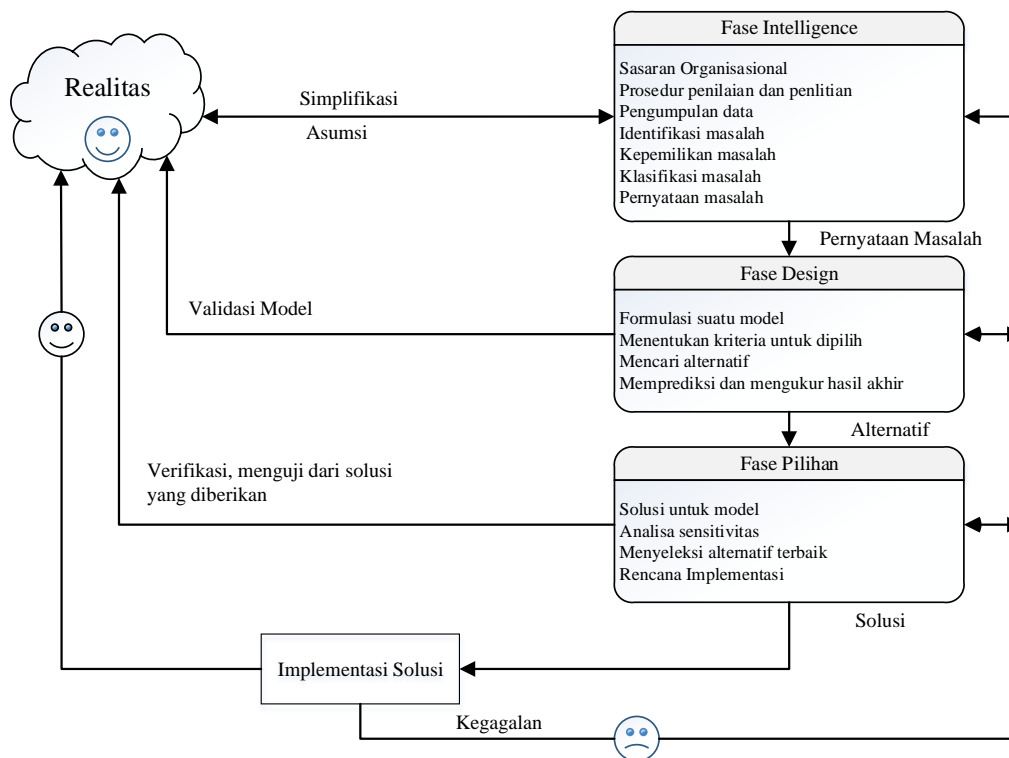 Fase Intelligence
Realitas
Sasaran Organisasional
Prosedur penilaian dan penlitian
Pengumpulan data
Identifikasi masalah
Kepemilikan masalah
Klasifikasi masalah
Pernyataan masalah
Simplifikasi
Asumsi
Pernyataan Masalah
Fase Design
Formulasi suatu model
Menentukan kriteria untuk dipilih
Mencari alternatif
Memprediksi dan mengukur hasil akhir
Validasi Model
Alternatif
Fase Pilihan
Solusi untuk model
Analisa sensitivitas
Menyeleksi alternatif terbaik
Rencana Implementasi
Verifikasi, menguji dari solusi
yang diberikan
Solusi
Implementasi Solusi
Kegagalan